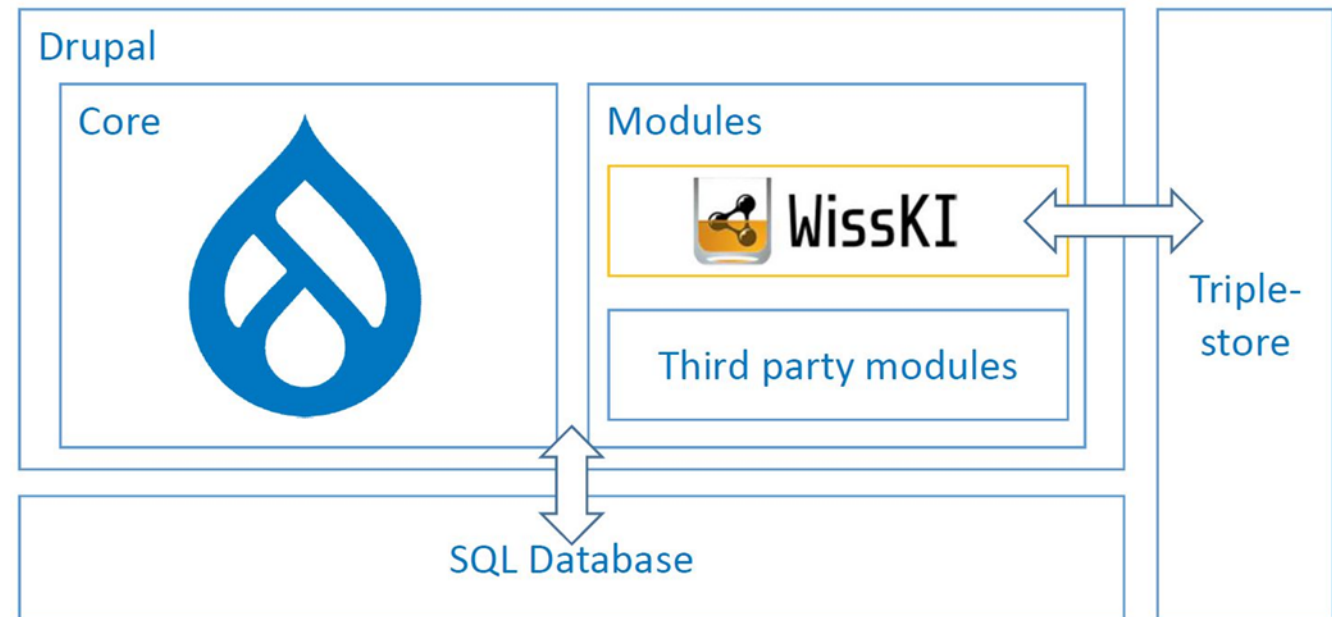 Drupal
Core
Modules
WissKI
Third party modules
Triple-
store
SQL Database